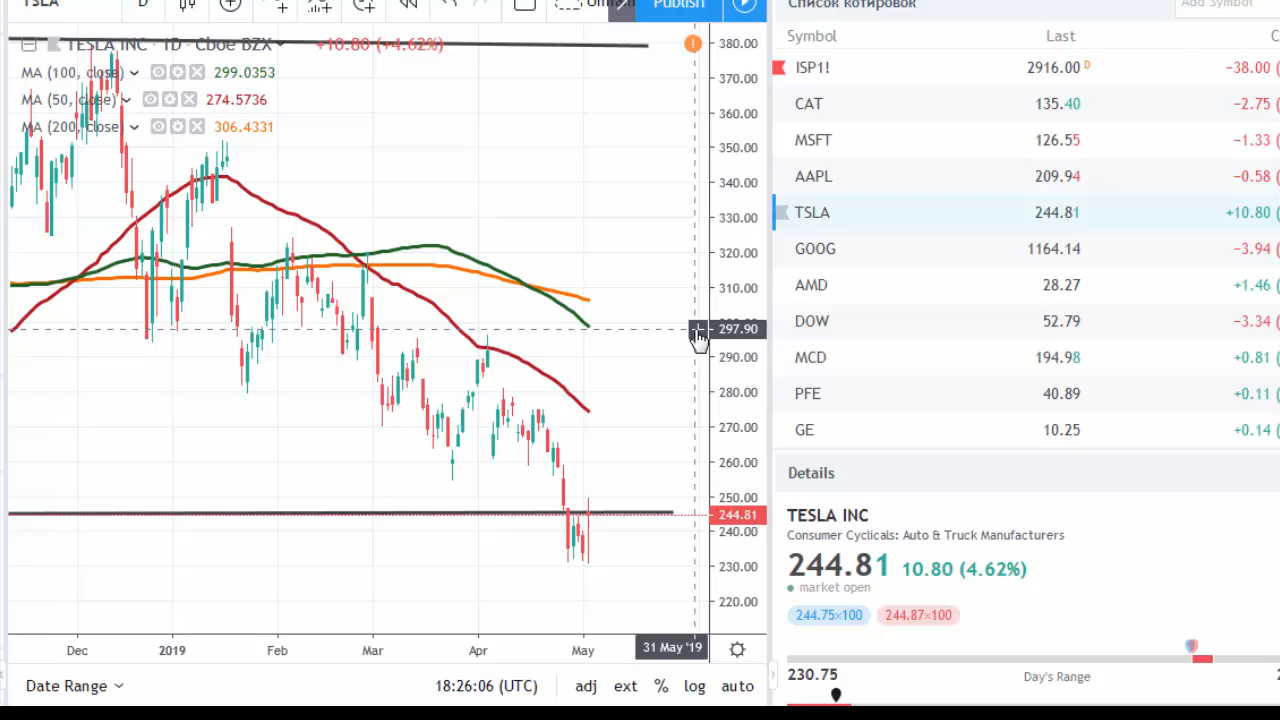 TSLA D Publish
TESLA INC · 1D · Cboe BZX +10.80 (+4.62%)
MA (100, close) 299.0353
MA (50, close) 274.5736
MA (200, close) 306.4331
380.00
370.00
360.00
350.00
340.00
330.00
320.00
310.00
297.90
290.00
280.00
270.00
260.00
250.00
244.81
240.00
230.00
220.00
Dec 2019 Feb Mar Apr May 31 May '19
Date Range 18:26:06 (UTC) adj ext % log auto
Список котировок Add Symbol
Symbol Last
ISP1! 2916.00 D −38.00 (
CAT 135.40 −2.75 (
MSFT 126.55 −1.33 (
AAPL 209.94 −0.58 (
TSLA 244.81 +10.80 (
GOOG 1164.14 −3.94 (
AMD 28.27 +1.46 (
DOW 52.79 −3.34 (
MCD 194.98 +0.81 (
PFE 40.89 +0.11 (
GE 10.25 +0.14 (
Details
TESLA INC
Consumer Cyclicals: Auto & Truck Manufacturers
244.81 10.80 (4.62%)
market open
244.75×100 244.87×100
230.75 Day's Range